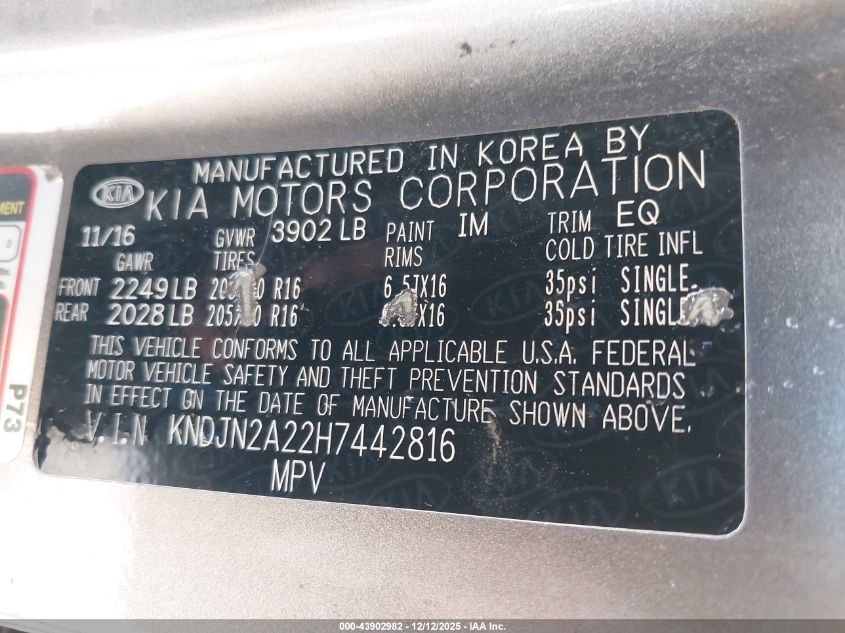 MANUFACTURED IN KOREA BY
KIA KIA MOTORS CORPORATION
11/16 GVWR 3902 LB PAINT IM TRIM EQ
GAWR TIRES RIMS COLD TIRE INFL
FRONT 2249 LB R16 6.5JX16 35psi SINGLE
REAR 2028 LB R16 35psi SINGLE
THIS VEHICLE CONFORMS TO ALL APPLICABLE U.S.A. FEDERAL
MOTOR VEHICLE SAFETY AND THEFT PREVENTION STANDARDS
IN EFFECT ON THE DATE OF MANUFACTURE SHOWN ABOVE.
V.I.N KNDJN2A22H7442816
MPV
P73
000-43902982 - 12/12/2025 - IAA Inc.